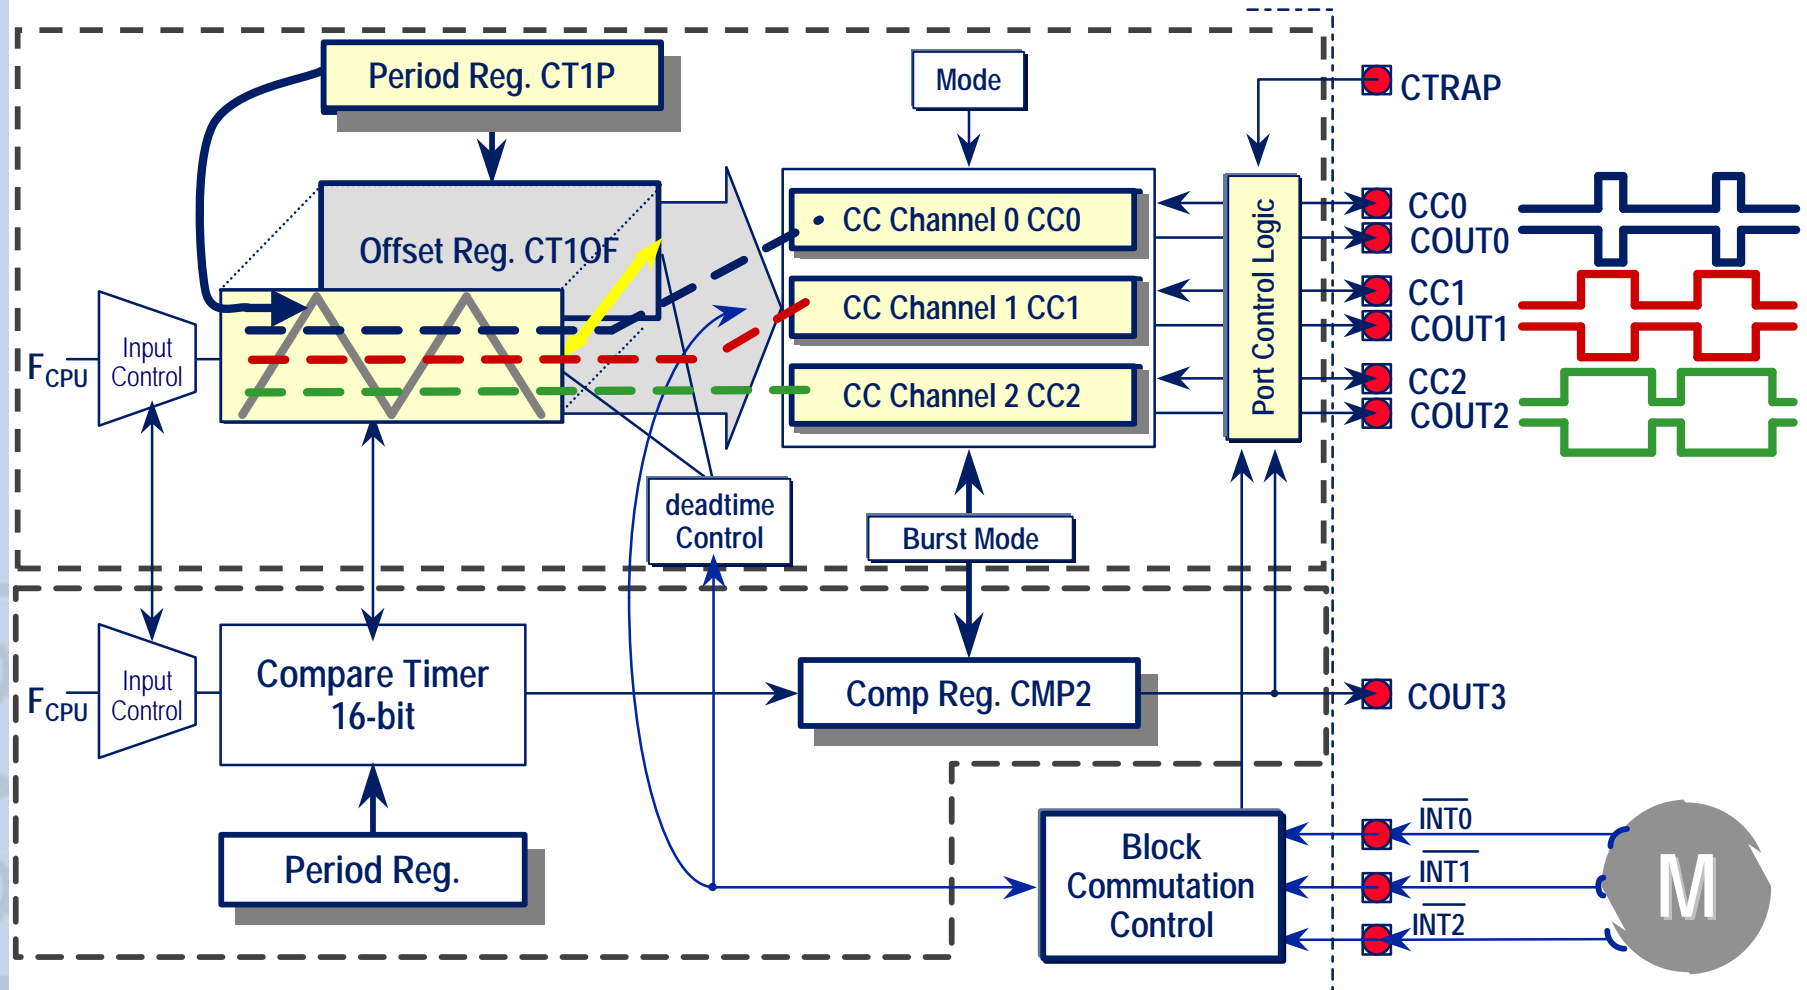 Period Reg. CT1P
Mode
CTRAP
Offset Reg. CT1OF
CC Channel 0 CC0
CC Channel 1 CC1
CC Channel 2 CC2
Port Control Logic
CC0
COUT0
CC1
COUT1
CC2
COUT2
FCPU
Input
Control
deadtime
Control
Burst Mode
FCPU
Input
Control
Compare Timer
16-bit
Comp Reg. CMP2
COUT3
Period Reg.
Block
Commutation
Control
INT0
INT1
INT2
M